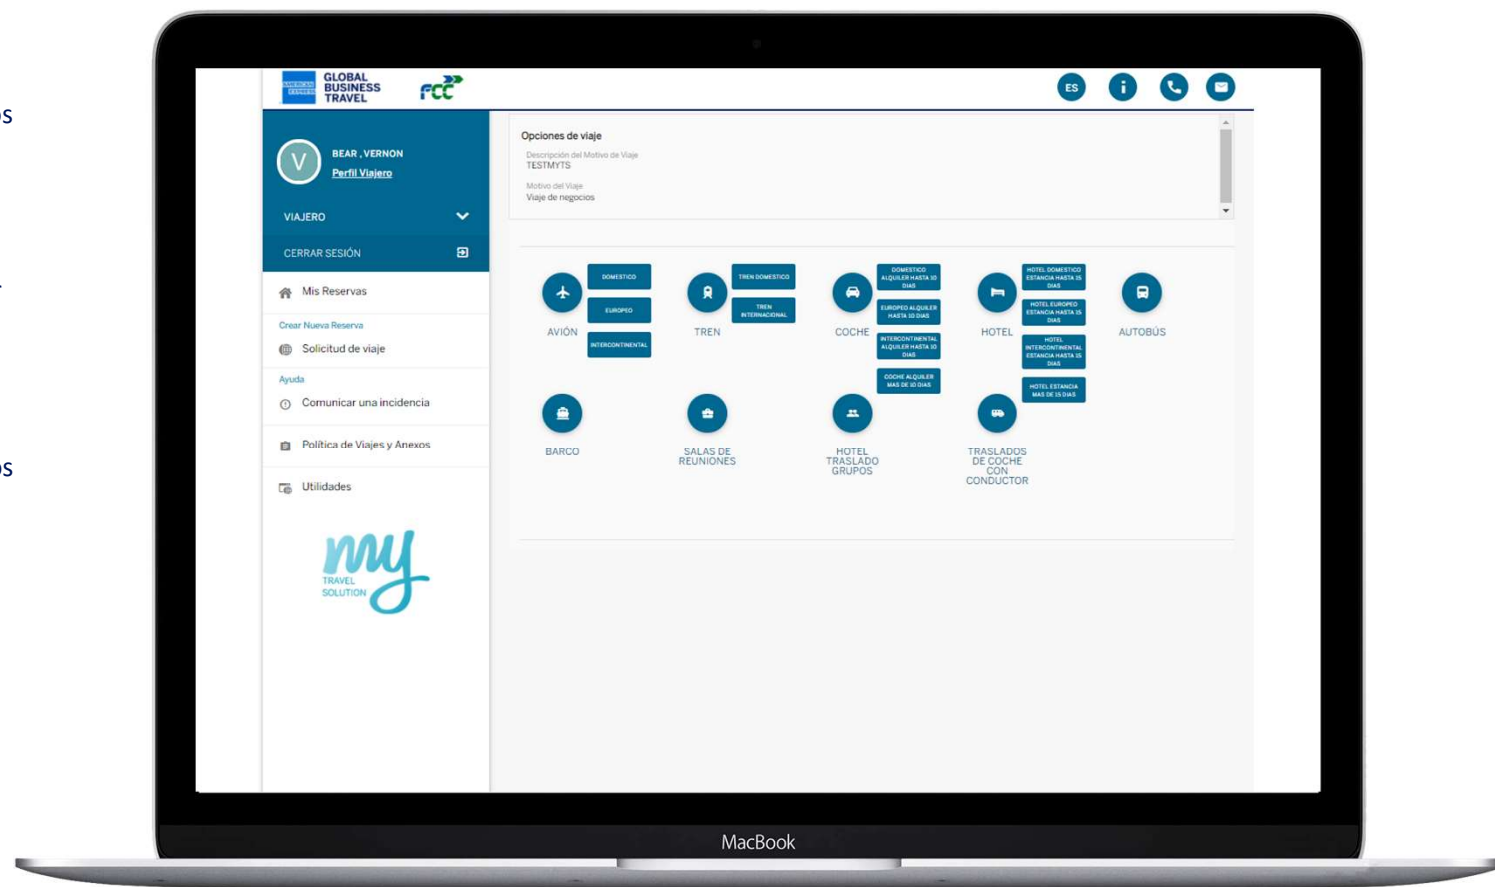 os
os
AMERICAN
EXPRESS
GLOBAL
BUSINESS
TRAVEL
fcc
ES
BEAR , VERNON
V
Perfil Viajero
VIAJERO
CERRAR SESIÓN
Mis Reservas
Crear Nueva Reserva
Solicitud de viaje
Ayuda
Comunicar una incidencia
Política de Viajes y Anexos
Utilidades
my
TRAVEL
SOLUTION
Opciones de viaje
Descripción del Motivo de Viaje
TESTMYTS
Motivo del Viaje
Viaje de negocios
AVIÓN
DOMESTICO
EUROPEO
INTERCONTINENTAL
TREN
TREN DOMESTICO
TREN
INTERNACIONAL
COCHE
DOMESTICO
ALQUILER HASTA 10
DIAS
EUROPEO ALQUILER
HASTA 10 DIAS
INTERCONTINENTAL
ALQUILER HASTA 10
DIAS
COCHE ALQUILER
MAS DE 10 DIAS
HOTEL
HOTEL DOMESTICO
ESTANCIA HASTA 15
DIAS
HOTEL EUROPEO
ESTANCIA HASTA 15
DIAS
HOTEL
INTERCONTINENTAL
ESTANCIA HASTA 15
DIAS
HOTEL ESTANCIA
MAS DE 15 DIAS
AUTOBÚS
BARCO
SALAS DE
REUNIONES
HOTEL
TRASLADO
GRUPOS
TRASLADOS
DE COCHE
CON
CONDUCTOR
MacBook